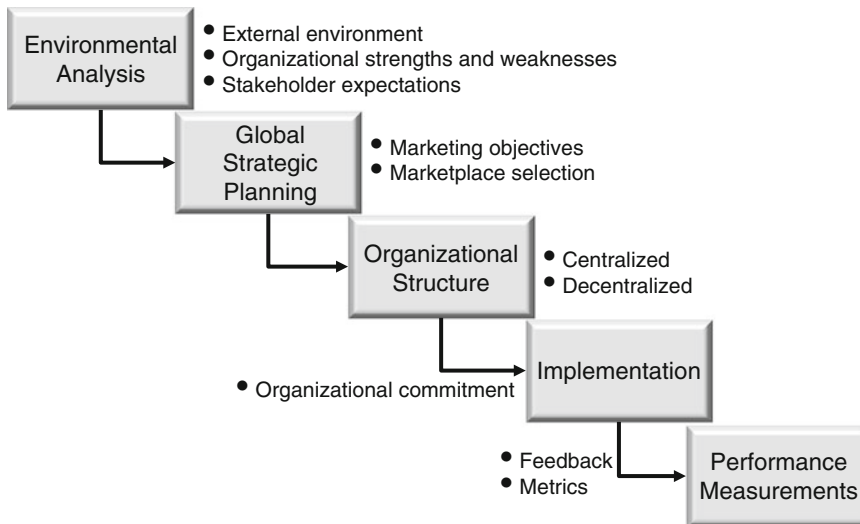 Environmental
Analysis
• External environment
• Organizational strengths and weaknesses
• Stakeholder expectations
Global
Strategic
Planning
• Marketing objectives
• Marketplace selection
Organizational
Structure
• Centralized
• Decentralized
Implementation
• Organizational commitment
Performance
Measurements
• Feedback
• Metrics